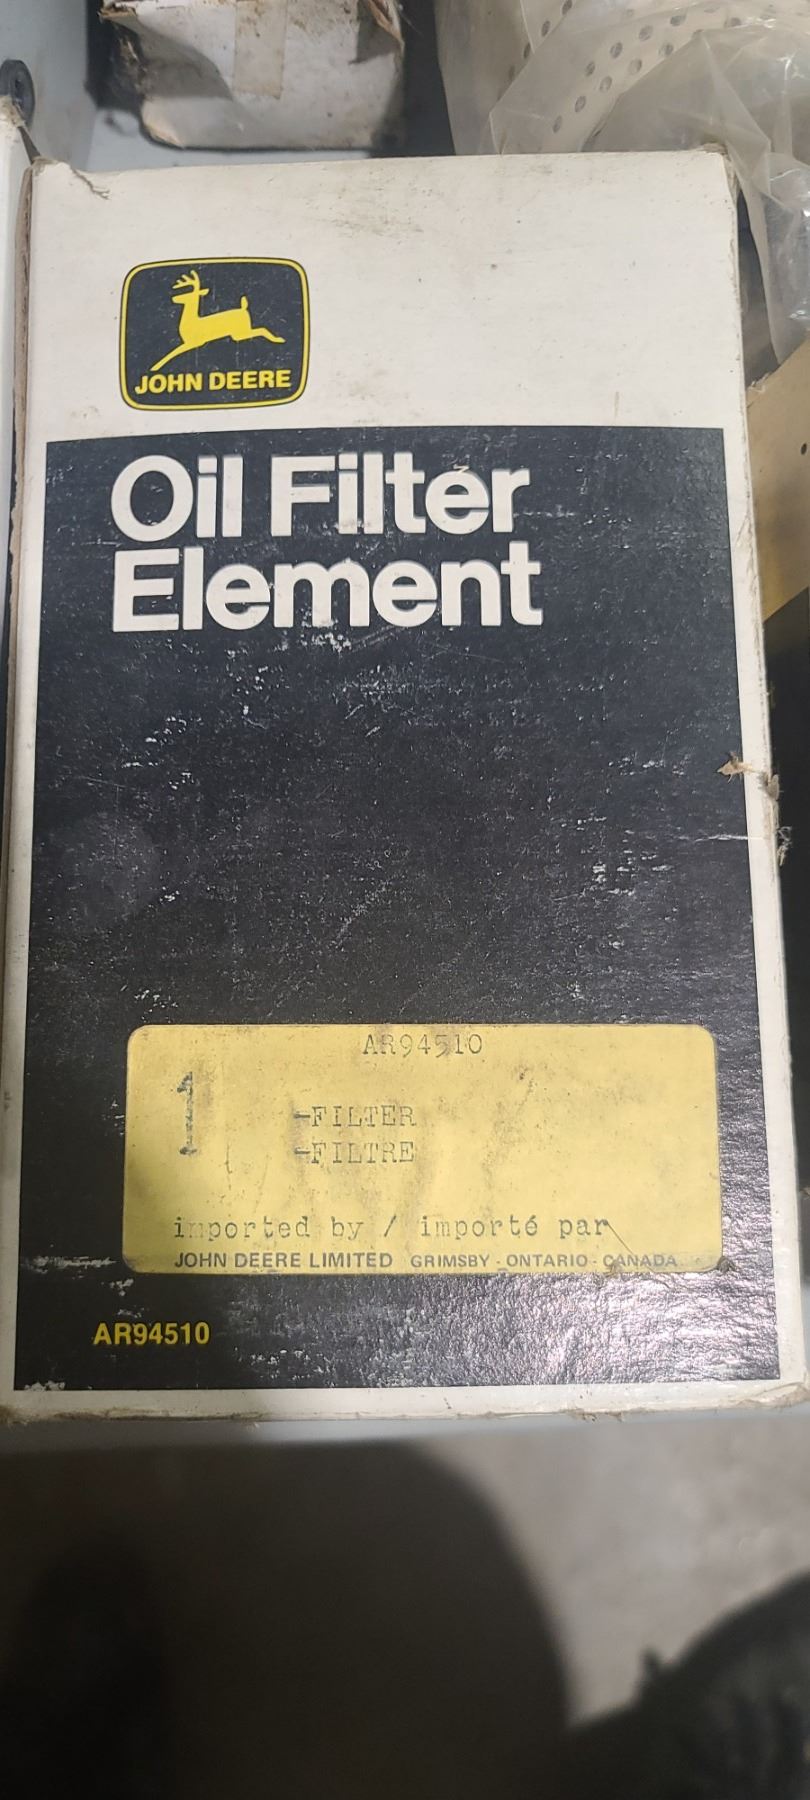 JOHN DEERE
Oil Filter
Element
AR94510
1
-FILTER
-FILTRE
imported by / importé par
JOHN DEERE LIMITED GRIMSBY - ONTARIO - CANADA
AR94510